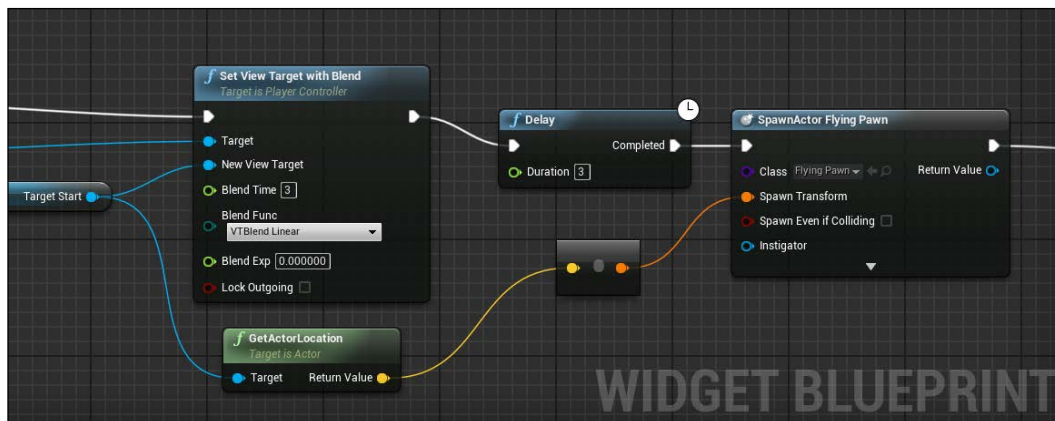 Target Start
f Set View Target with Blend
Target is Player Controller
Target
New View Target
Blend Time 3
Blend Func
VTBlend Linear
Blend Exp 0.000000
Lock Outgoing
f GetActorLocation
Target is Actor
Target Return Value
f Delay
Completed
Duration 3
SpawnActor Flying Pawn
Class Flying Pawn Return Value
Spawn Transform
Spawn Even if Colliding
Instigator
WIDGET BLUEPRINT